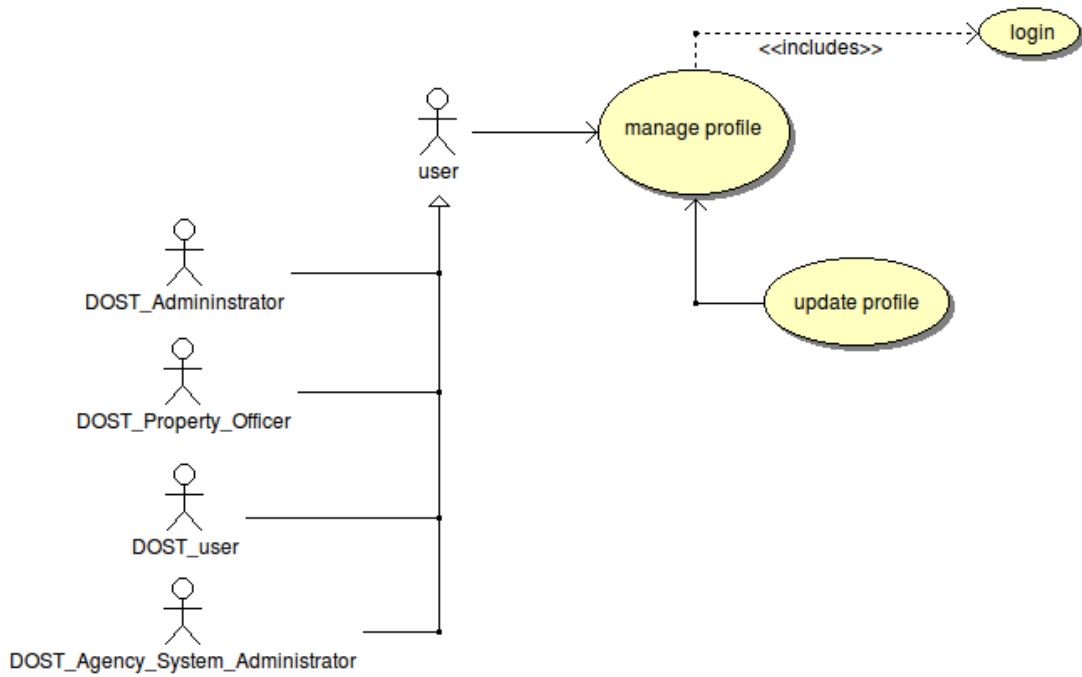 login
<<includes>>
manage profile
user
DOST_Admininstrator
update profile
DOST_Property_Officer
DOST_user
DOST_Agency_System_Administrator